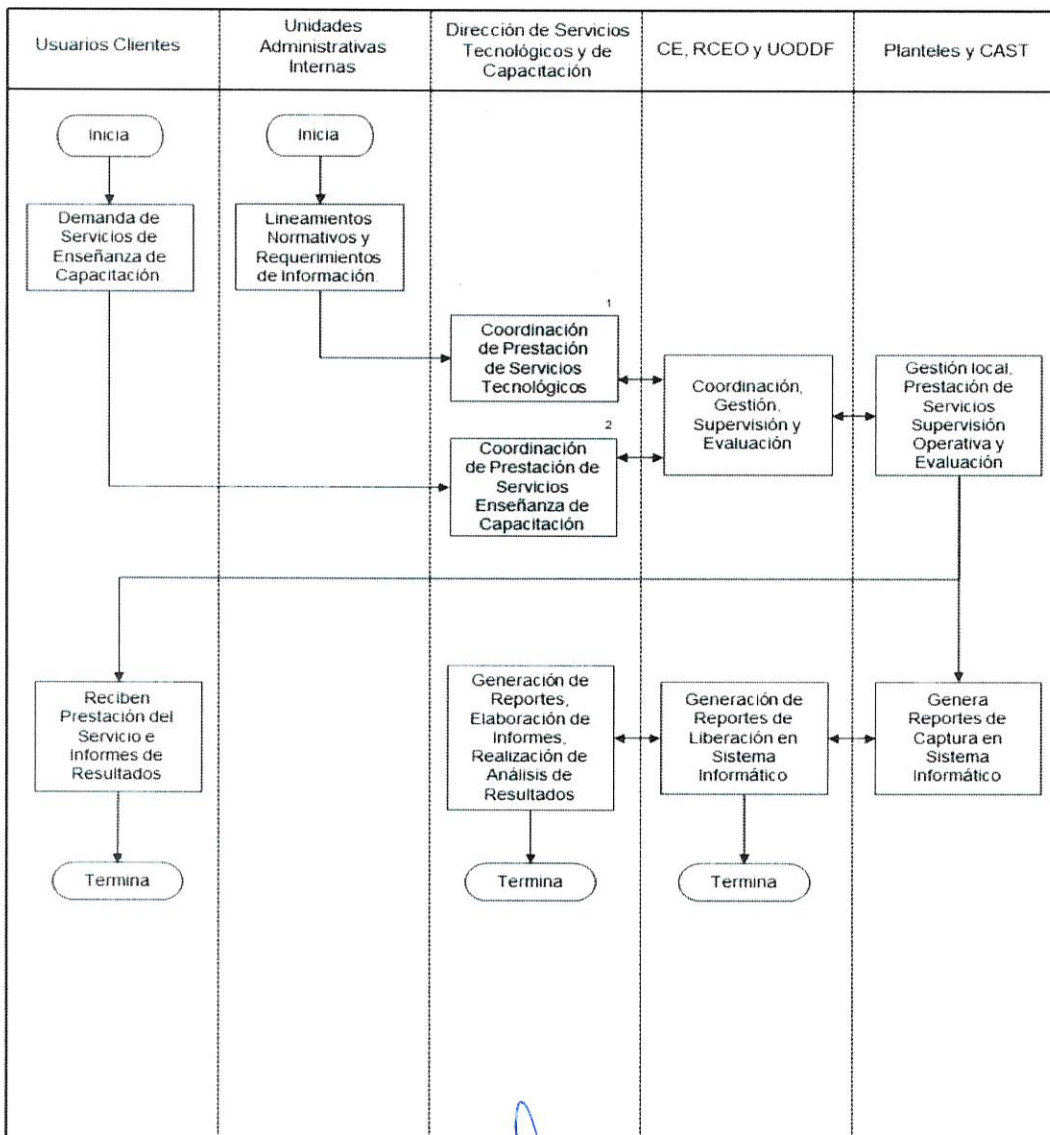 Usuarios Clientes
Unidades
Administrativas
Internas
Dirección de Servicios
Tecnológicos y de
Capacitación
CE, RCEO y UODDF
Planteles y CAST
Inicia
Inicia
Demanda de
Servicios de
Enseñanza de
Capacitación.
Lineamientos
Normativos y
Requerimientos
de Información.
1
Coordinación
de Prestación
de Servicios
Tecnológicos
2
Coordinación
de Prestación de
Servicios
Enseñanza de
Capacitación
Coordinación,
Gestión,
Supervisión y
Evaluación
Gestión local,
Prestación de
Servicios
Supervisión
Operativa y
Evaluación
Reciben
Prestación del
Servicio e
Informes de
Resultados
Generación de
Reportes,
Elaboración de
Informes,
Realización de
Análisis de
Resultados
Generación de
Reportes de
Liberación en
Sistema
Informático
Genera
Reportes de
Captura en
Sistema
Informático
Termina
Termina
Termina